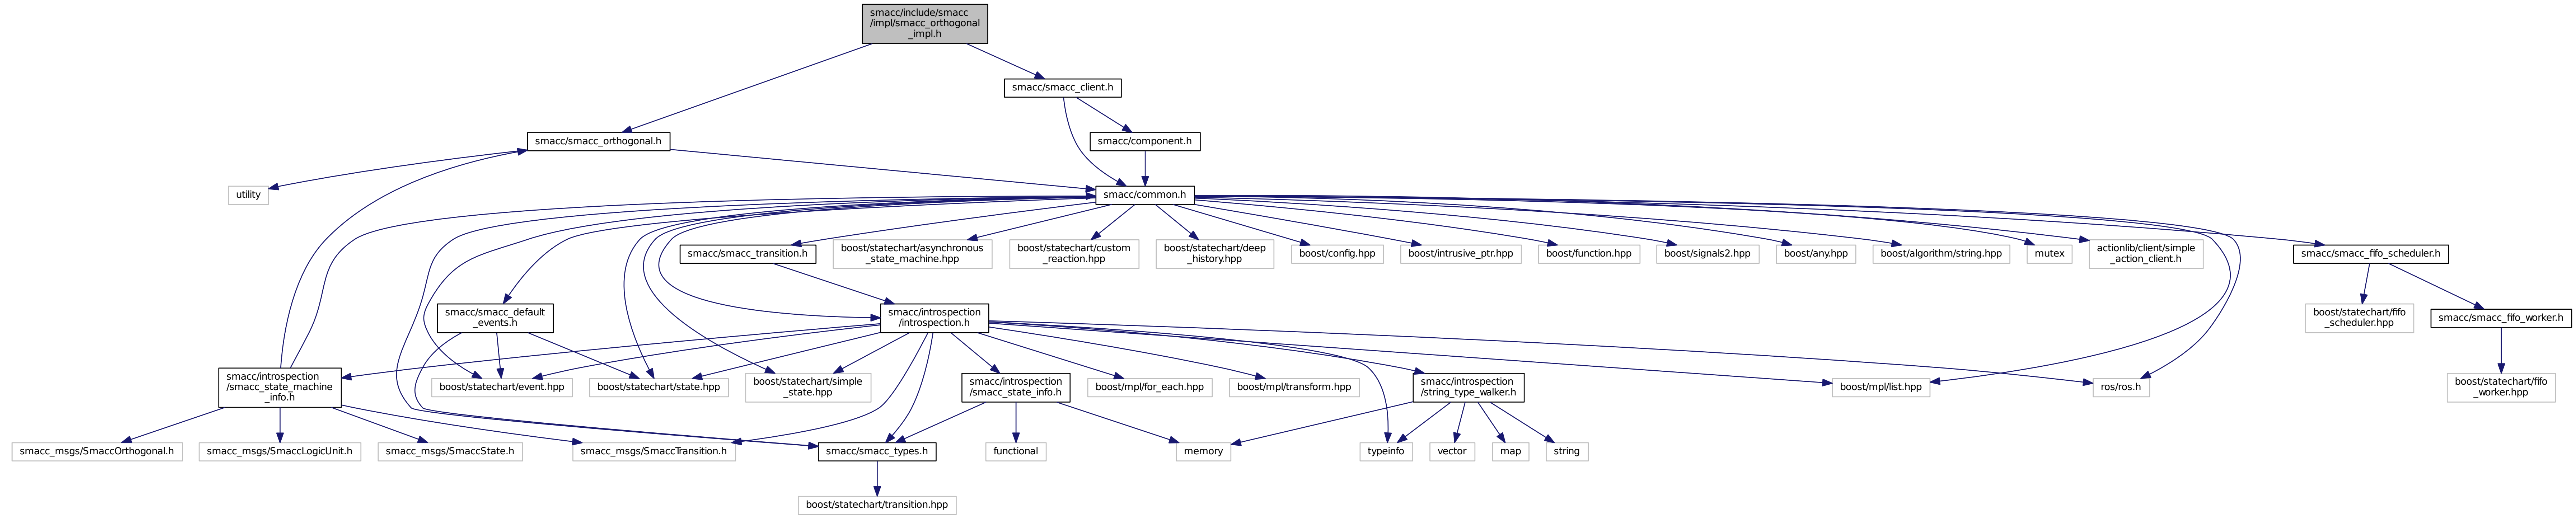 smacc/include/smacc
/impl/smacc_orthogonal
_impl.h
smacc/smacc_client.h
smacc/smacc_orthogonal.h
smacc/component.h
utility
smacc/common.h
smacc/smacc_transition.h
boost/statechart/asynchronous
_state_machine.hpp
boost/statechart/custom
_reaction.hpp
boost/statechart/deep
_history.hpp
boost/config.hpp
boost/intrusive_ptr.hpp
boost/function.hpp
boost/signals2.hpp
boost/any.hpp
boost/algorithm/string.hpp
mutex
actionlib/client/simple
_action_client.h
smacc/smacc_fifo_scheduler.h
smacc/smacc_default
_events.h
smacc/introspection
/introspection.h
boost/statechart/fifo
_scheduler.hpp
smacc/smacc_fifo_worker.h
smacc/introspection
/smacc_state_machine
_info.h
boost/statechart/event.hpp
boost/statechart/state.hpp
boost/statechart/simple
_state.hpp
smacc/introspection
/smacc_state_info.h
boost/mpl/for_each.hpp
boost/mpl/transform.hpp
smacc/introspection
/string_type_walker.h
boost/mpl/list.hpp
ros/ros.h
boost/statechart/fifo
_worker.hpp
smacc_msgs/SmaccOrthogonal.h
smacc_msgs/SmaccLogicUnit.h
smacc_msgs/SmaccState.h
smacc_msgs/SmaccTransition.h
smacc/smacc_types.h
functional
memory
typeinfo
vector
map
string
boost/statechart/transition.hpp